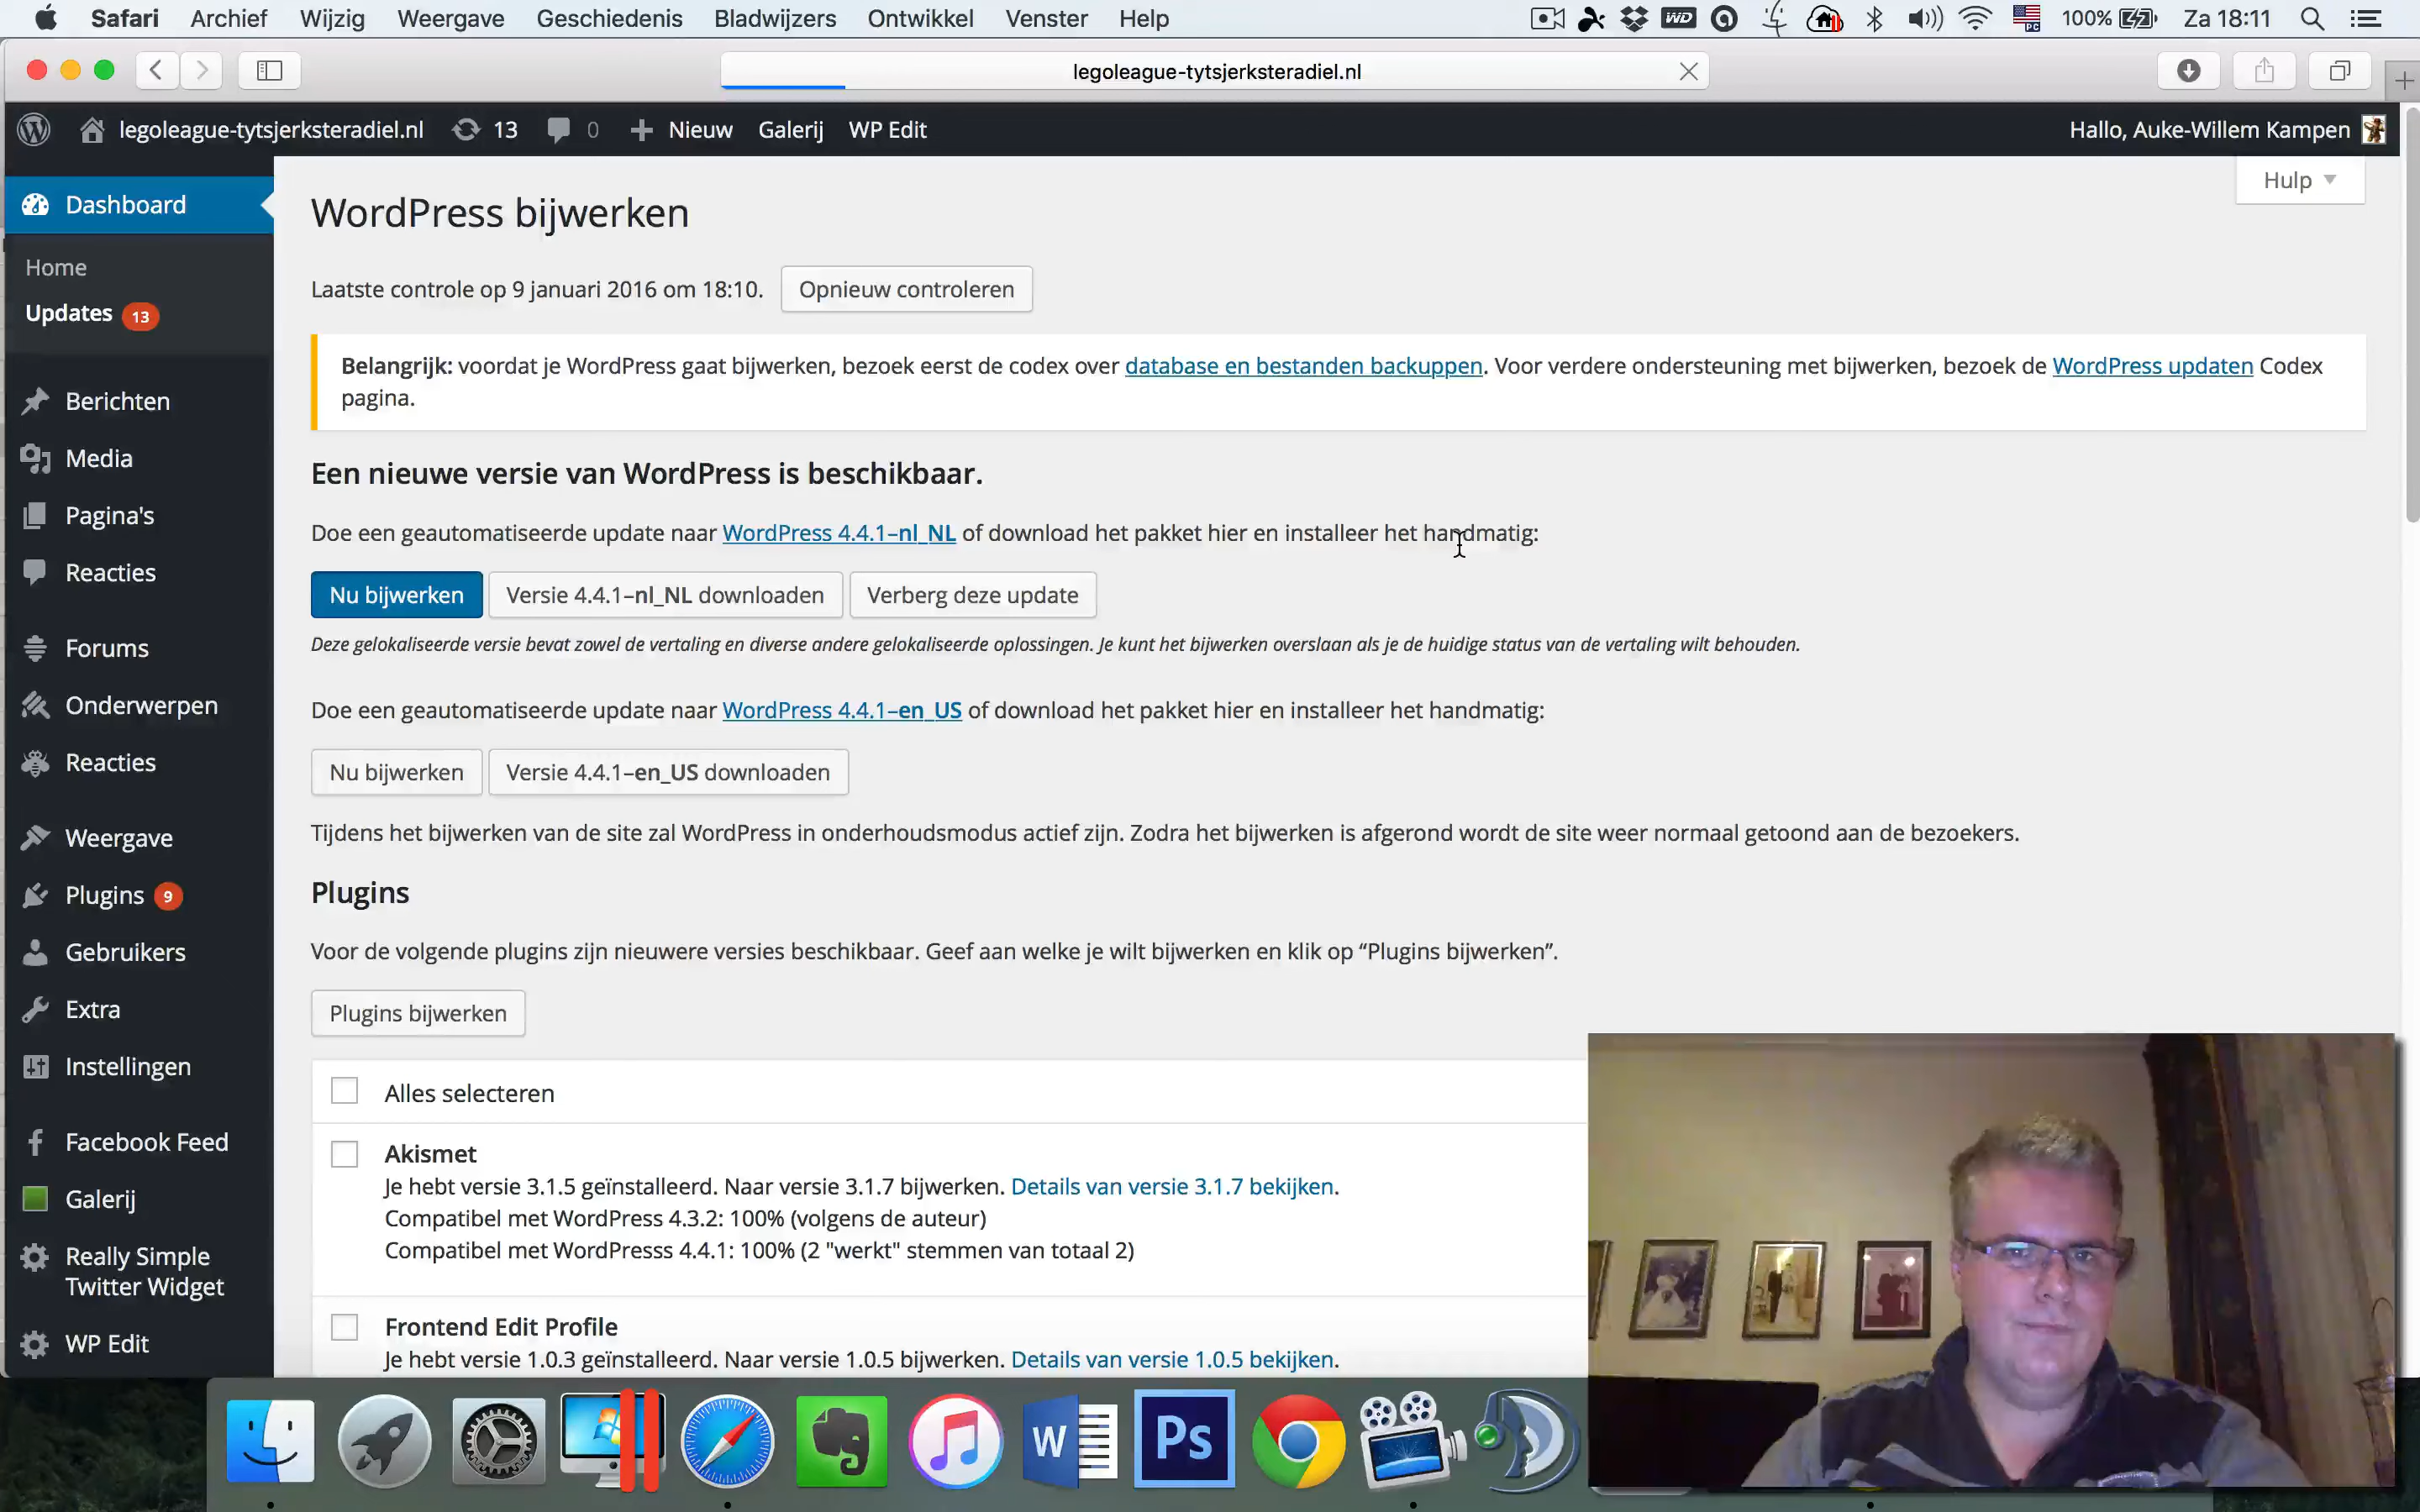 Safari Archief Wijzig Weergave Geschiedenis Bladwijzers Ontwikkel Venster Help WD 100% Za 18:11
legoleague-tytsjerksteradiel.nl
legoleague-tytsjerksteradiel.nl 13 0 Nieuw Galerij WP Edit Hallo, Auke-Willem Kampen
Hulp
Dashboard
Home
Updates 13
Berichten
Media
Pagina's
Reacties
Forums
Onderwerpen
Reacties
Weergave
Plugins 9
Gebruikers
Extra
Instellingen
Facebook Feed
Galerij
Really Simple
Twitter Widget
WP Edit
WordPress bijwerken
Laatste controle op 9 januari 2016 om 18:10. Opnieuw controleren
Belangrijk: voordat je WordPress gaat bijwerken, bezoek eerst de codex over database en bestanden backuppen. Voor verdere ondersteuning met bijwerken, bezoek de WordPress updaten Codex
pagina.
Een nieuwe versie van WordPress is beschikbaar.
Doe een geautomatiseerde update naar WordPress 4.4.1–nl_NL of download het pakket hier en installeer het handmatig:
Nu bijwerken Versie 4.4.1–nl_NL downloaden Verberg deze update
Deze gelokaliseerde versie bevat zowel de vertaling en diverse andere gelokaliseerde oplossingen. Je kunt het bijwerken overslaan als je de huidige status van de vertaling wilt behouden.
Doe een geautomatiseerde update naar WordPress 4.4.1–en_US of download het pakket hier en installeer het handmatig:
Nu bijwerken Versie 4.4.1–en_US downloaden
Tijdens het bijwerken van de site zal WordPress in onderhoudsmodus actief zijn. Zodra het bijwerken is afgerond wordt de site weer normaal getoond aan de bezoekers.
Plugins
Voor de volgende plugins zijn nieuwere versies beschikbaar. Geef aan welke je wilt bijwerken en klik op “Plugins bijwerken”.
Plugins bijwerken
Alles selecteren
Akismet
Je hebt versie 3.1.5 geïnstalleerd. Naar versie 3.1.7 bijwerken. Details van versie 3.1.7 bekijken.
Compatibel met WordPress 4.3.2: 100% (volgens de auteur)
Compatibel met WordPresss 4.4.1: 100% (2 "werkt" stemmen van totaal 2)
Frontend Edit Profile
Je hebt versie 1.0.3 geïnstalleerd. Naar versie 1.0.5 bijwerken. Details van versie 1.0.5 bekijken.
W Ps